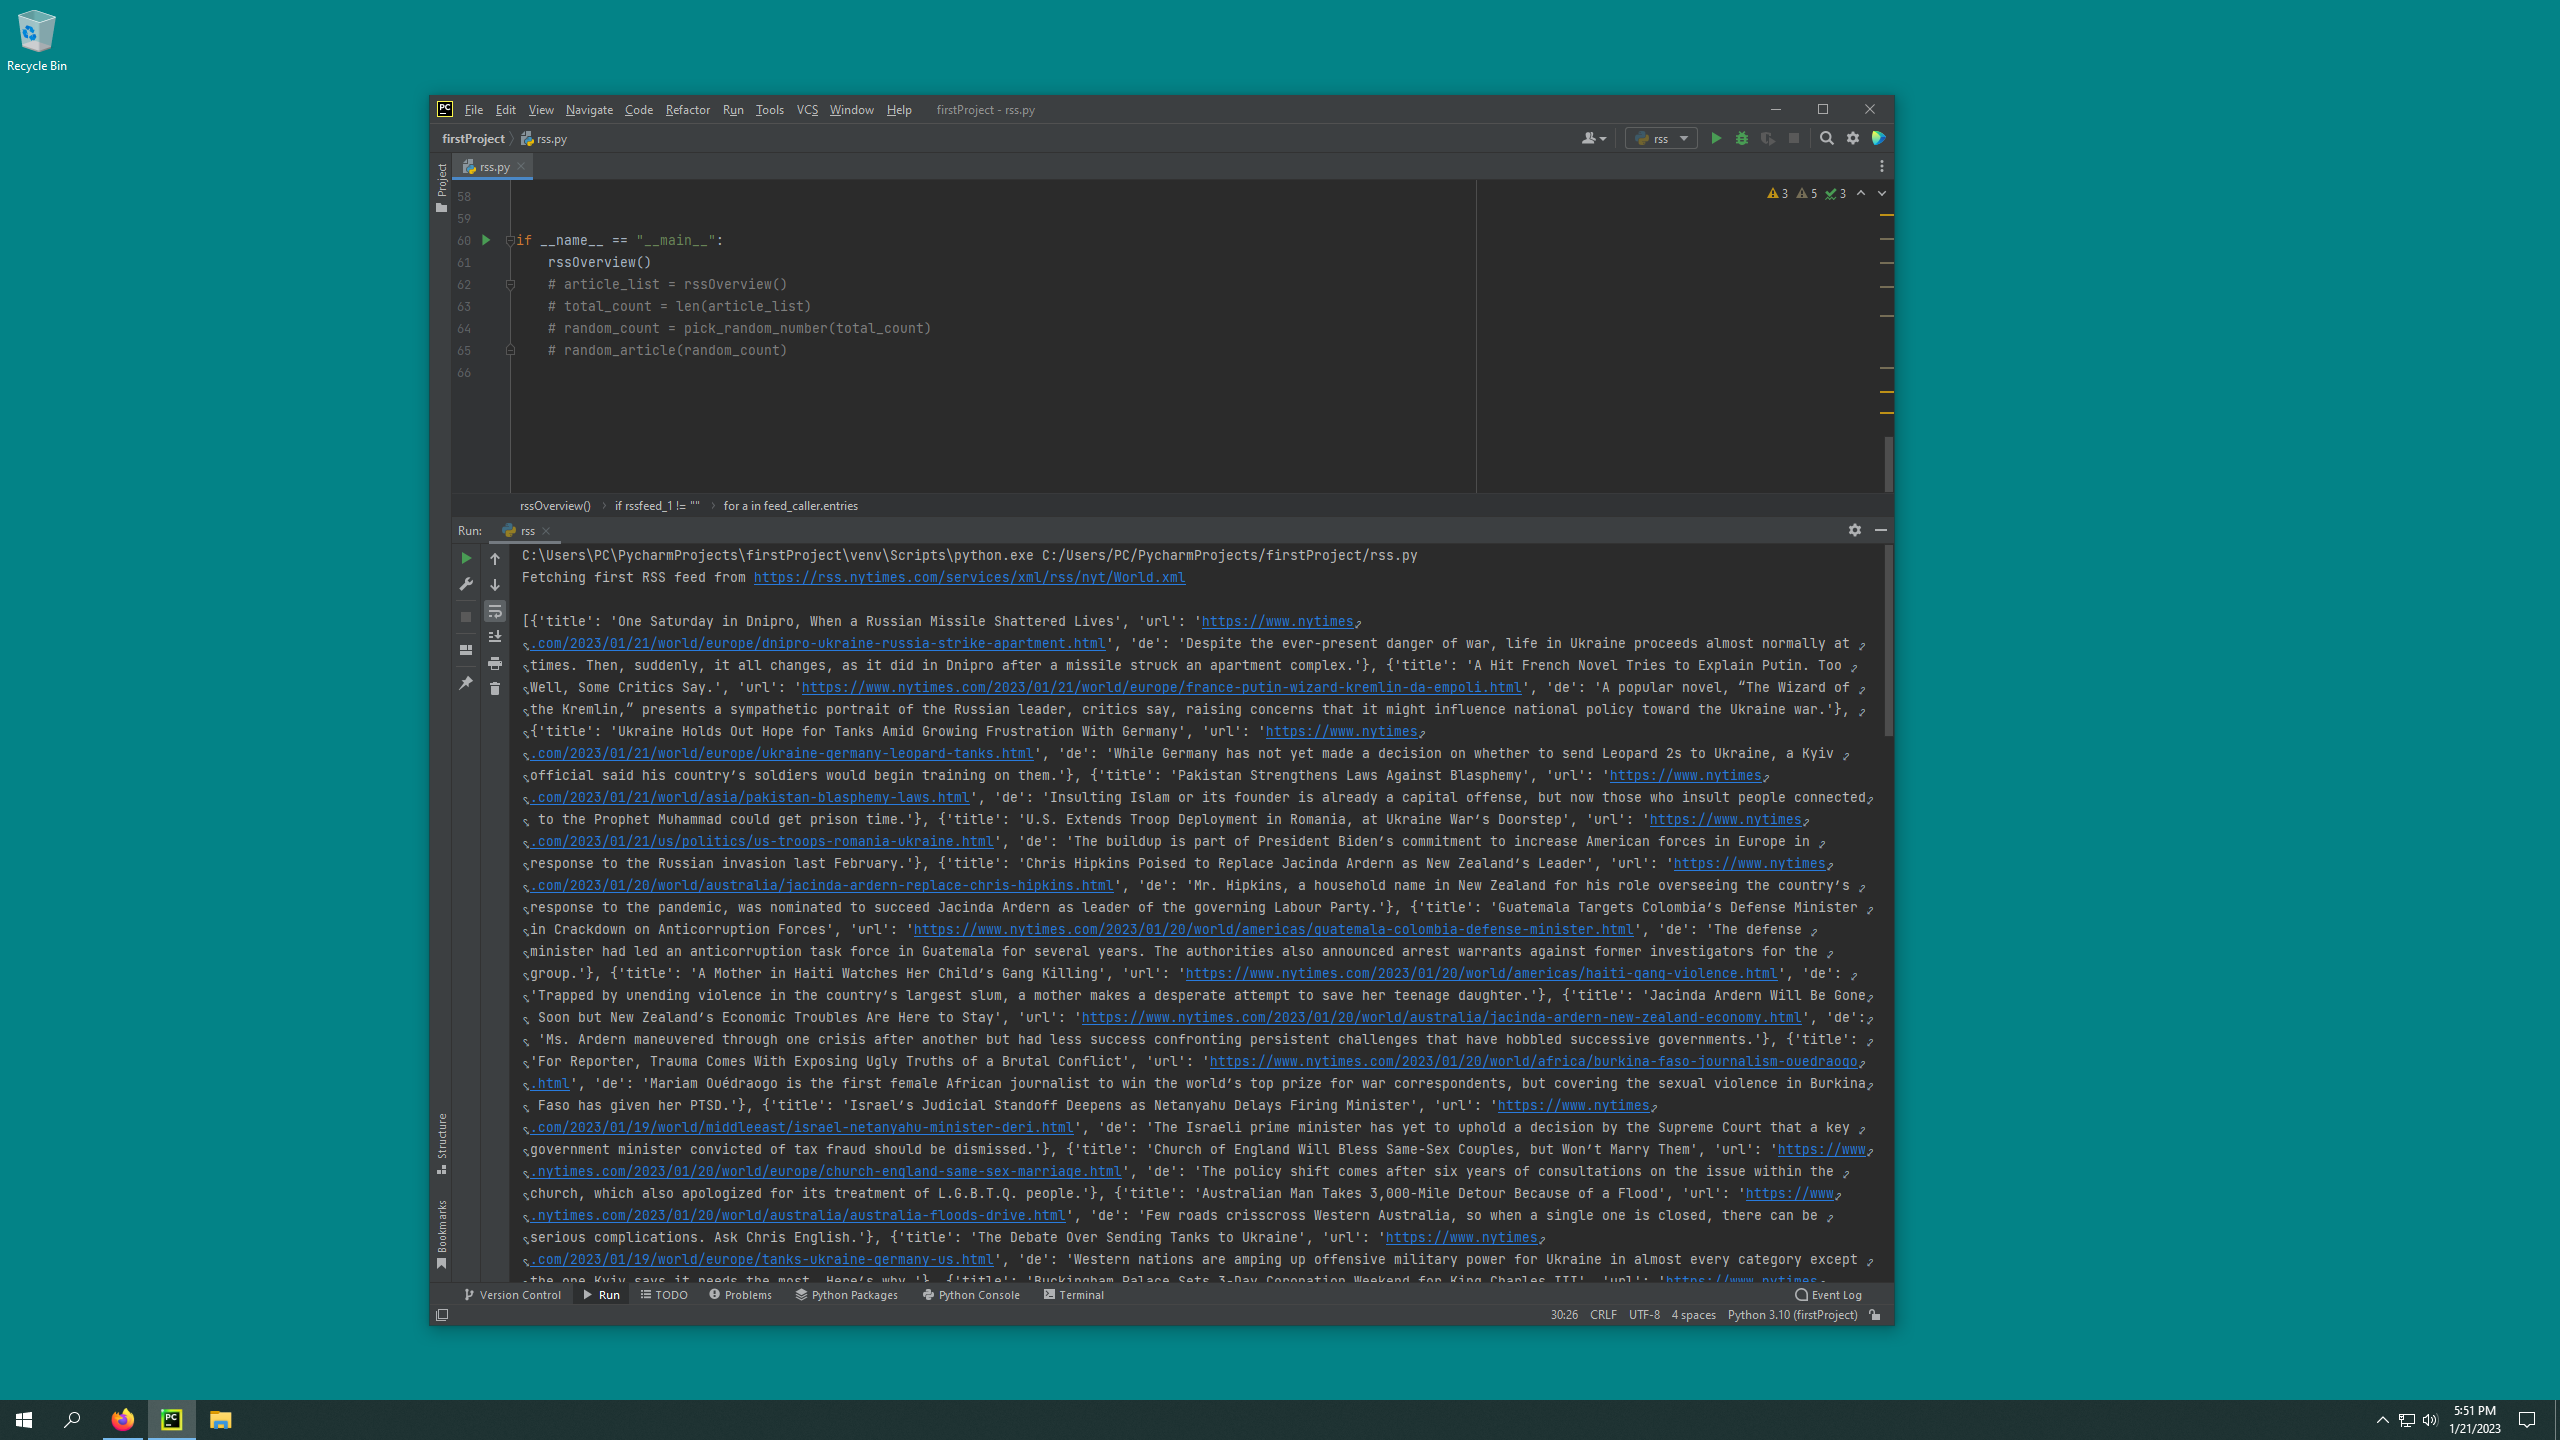 Recycle Bin
PC File Edit View Navigate Code Refactor Run Tools VCS Window Help firstProject - rss.py
firstProject rss.py rss
Project
rss.py
3 5 3
58
59
60 if __name__ == "__main__":
61 rssOverview()
62 # article_list = rssOverview()
63 # total_count = len(article_list)
64 # random_count = pick_random_number(total_count)
65 # random_article(random_count)
66
rssOverview() if rssfeed_1 != "" for a in feed_caller.entries
Run: rss
C:\Users\PC\PycharmProjects\firstProject\venv\Scripts\python.exe C:/Users/PC/PycharmProjects/firstProject/rss.py
Fetching first RSS feed from https://rss.nytimes.com/services/xml/rss/nyt/World.xml
[{'title': 'One Saturday in Dnipro, When a Russian Missile Shattered Lives', 'url': 'https://www.nytimes
.com/2023/01/21/world/europe/dnipro-ukraine-russia-strike-apartment.html', 'de': 'Despite the ever-present danger of war, life in Ukraine proceeds almost normally at
times. Then, suddenly, it all changes, as it did in Dnipro after a missile struck an apartment complex.'}, {'title': 'A Hit French Novel Tries to Explain Putin. Too
Well, Some Critics Say.', 'url': 'https://www.nytimes.com/2023/01/21/world/europe/france-putin-wizard-kremlin-da-empoli.html', 'de': 'A popular novel, “The Wizard of
the Kremlin,” presents a sympathetic portrait of the Russian leader, critics say, raising concerns that it might influence national policy toward the Ukraine war.'},
{'title': 'Ukraine Holds Out Hope for Tanks Amid Growing Frustration With Germany', 'url': 'https://www.nytimes
.com/2023/01/21/world/europe/ukraine-germany-leopard-tanks.html', 'de': 'While Germany has not yet made a decision on whether to send Leopard 2s to Ukraine, a Kyiv
official said his country’s soldiers would begin training on them.'}, {'title': 'Pakistan Strengthens Laws Against Blasphemy', 'url': 'https://www.nytimes
.com/2023/01/21/world/asia/pakistan-blasphemy-laws.html', 'de': 'Insulting Islam or its founder is already a capital offense, but now those who insult people connected
to the Prophet Muhammad could get prison time.'}, {'title': 'U.S. Extends Troop Deployment in Romania, at Ukraine War’s Doorstep', 'url': 'https://www.nytimes
.com/2023/01/21/us/politics/us-troops-romania-ukraine.html', 'de': 'The buildup is part of President Biden’s commitment to increase American forces in Europe in
response to the Russian invasion last February.'}, {'title': 'Chris Hipkins Poised to Replace Jacinda Ardern as New Zealand’s Leader', 'url': 'https://www.nytimes
.com/2023/01/20/world/australia/jacinda-ardern-replace-chris-hipkins.html', 'de': 'Mr. Hipkins, a household name in New Zealand for his role overseeing the country’s
response to the pandemic, was nominated to succeed Jacinda Ardern as leader of the governing Labour Party.'}, {'title': 'Guatemala Targets Colombia’s Defense Minister
in Crackdown on Anticorruption Forces', 'url': 'https://www.nytimes.com/2023/01/20/world/americas/guatemala-colombia-defense-minister.html', 'de': 'The defense
minister had led an anticorruption task force in Guatemala for several years. The authorities also announced arrest warrants against former investigators for the
group.'}, {'title': 'A Mother in Haiti Watches Her Child’s Gang Killing', 'url': 'https://www.nytimes.com/2023/01/20/world/americas/haiti-gang-violence.html', 'de':
'Trapped by unending violence in the country’s largest slum, a mother makes a desperate attempt to save her teenage daughter.'}, {'title': 'Jacinda Ardern Will Be Gone
Soon but New Zealand’s Economic Troubles Are Here to Stay', 'url': 'https://www.nytimes.com/2023/01/20/world/australia/jacinda-ardern-new-zealand-economy.html', 'de':
'Ms. Ardern maneuvered through one crisis after another but had less success confronting persistent challenges that have hobbled successive governments.'}, {'title':
'For Reporter, Trauma Comes With Exposing Ugly Truths of a Brutal Conflict', 'url': 'https://www.nytimes.com/2023/01/20/world/africa/burkina-faso-journalism-ouedraogo
.html', 'de': 'Mariam Ouédraogo is the first female African journalist to win the world’s top prize for war correspondents, but covering the sexual violence in Burkina
Faso has given her PTSD.'}, {'title': 'Israel’s Judicial Standoff Deepens as Netanyahu Delays Firing Minister', 'url': 'https://www.nytimes
.com/2023/01/19/world/middleeast/israel-netanyahu-minister-deri.html', 'de': 'The Israeli prime minister has yet to uphold a decision by the Supreme Court that a key
government minister convicted of tax fraud should be dismissed.'}, {'title': 'Church of England Will Bless Same-Sex Couples, but Won’t Marry Them', 'url': 'https://www
.nytimes.com/2023/01/20/world/europe/church-england-same-sex-marriage.html', 'de': 'The policy shift comes after six years of consultations on the issue within the
church, which also apologized for its treatment of L.G.B.T.Q. people.'}, {'title': 'Australian Man Takes 3,000-Mile Detour Because of a Flood', 'url': 'https://www
.nytimes.com/2023/01/20/world/australia/australia-floods-drive.html', 'de': 'Few roads crisscross Western Australia, so when a single one is closed, there can be
serious complications. Ask Chris English.'}, {'title': 'The Debate Over Sending Tanks to Ukraine', 'url': 'https://www.nytimes
.com/2023/01/19/world/europe/tanks-ukraine-germany-us.html', 'de': 'Western nations are amping up offensive military power for Ukraine in almost every category except
the one Kyiv says it needs the most. Here’s why.'}, {'title': 'Buckingham Palace Sets 3-Day Coronation Weekend for King Charles III', 'url': 'https://www.nytimes
Structure
Bookmarks
Version Control Run TODO Problems Python Packages Python Console Terminal Event Log
30:26 CRLF UTF-8 4 spaces Python 3.10 (firstProject)
PC
5:51 PM
1/21/2023